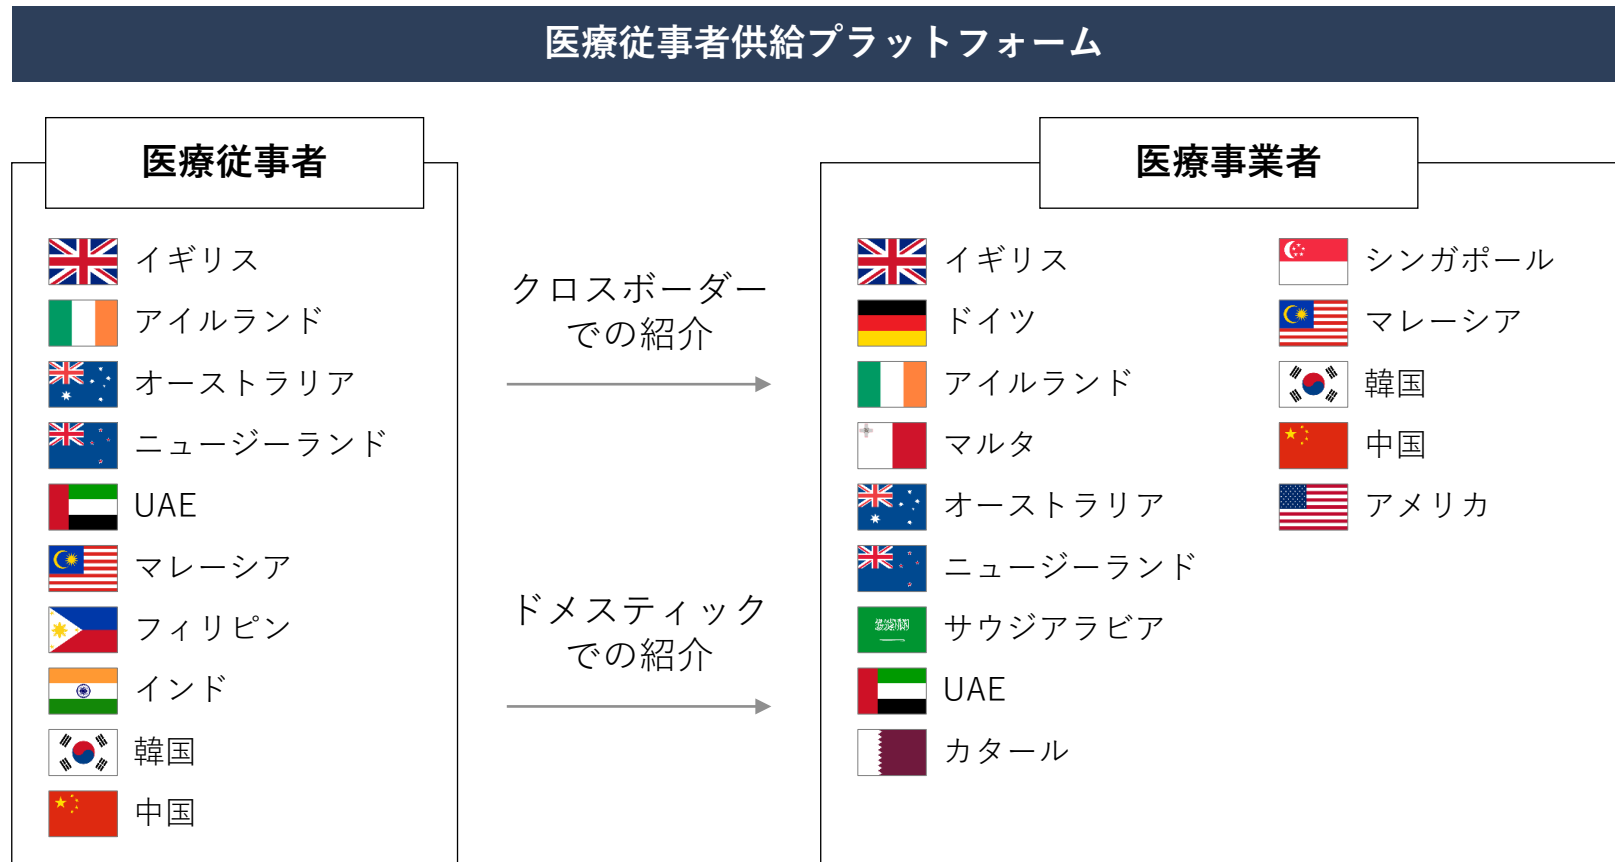 医療従事者供給プラットフォーム
医療従事者
イギリス
アイルランド
オーストラリア
ニュージーランド
UAE
マレーシア
フィリピン
インド
韓国
中国
クロスボーダー
での紹介
ドメスティック
での紹介
医療事業者
イギリス
ドイツ
アイルランド
マルタ
オーストラリア
ニュージーランド
サウジアラビア
UAE
カタール
シンガポール
マレーシア
韓国
中国
アメリカ